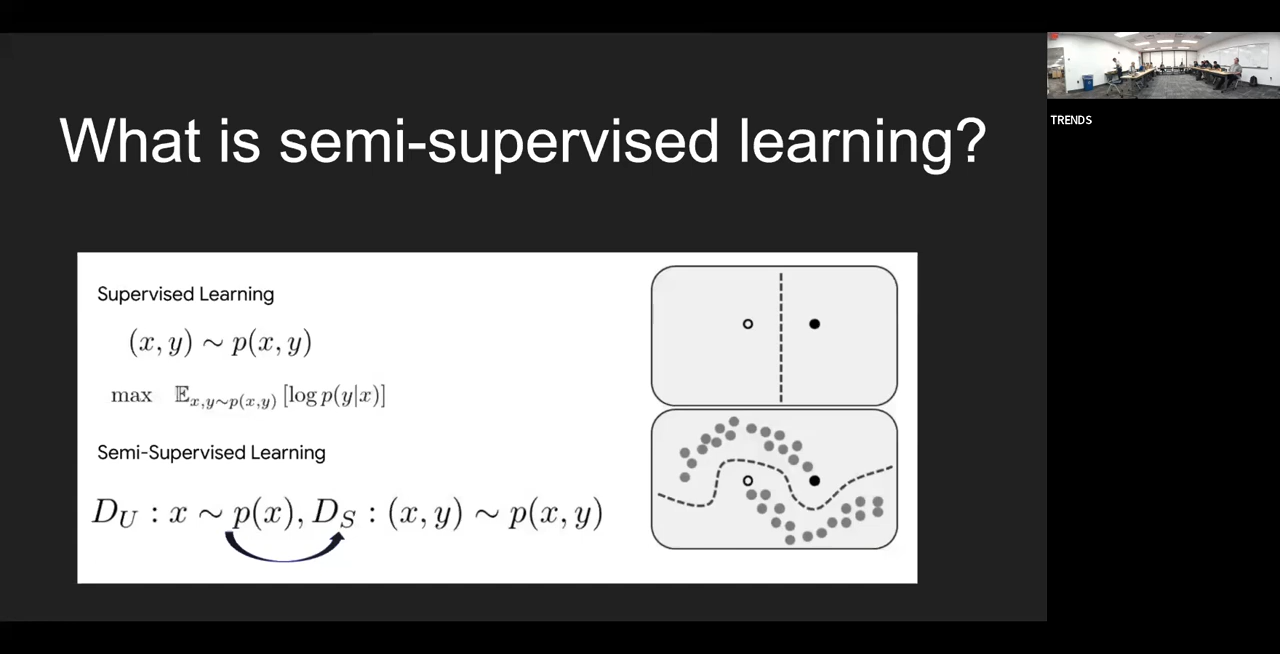 What is semi-supervised learning?
TRENDS
Supervised Learning
(x, y) ∼ p(x, y)
max 𝔼_{x,y∼p(x,y)} [log p(y|x)]
Semi-Supervised Learning
D_U : x ∼ p(x), D_S : (x, y) ∼ p(x, y)